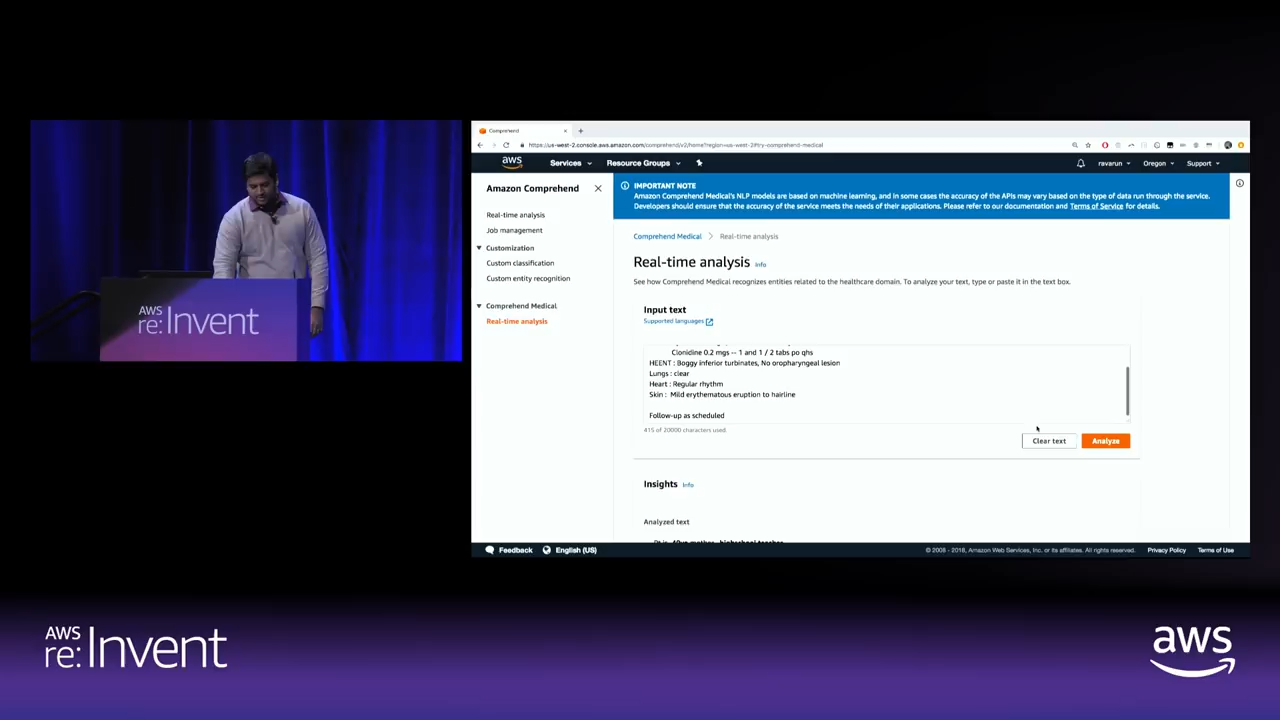 AWS
re:Invent
Comprehend
https://us-west-2.console.aws.amazon.com/comprehend/v2/home?region=us-west-2#try-comprehend-medical
aws
Services
Resource Groups
ravarun
Oregon
Support
Amazon Comprehend
Real-time analysis
Job management
Customization
Custom classification
Custom entity recognition
Comprehend Medical
Real-time analysis
IMPORTANT NOTE
Amazon Comprehend Medical's NLP models are based on machine learning, and in some cases the accuracy of the APIs may vary based on the type of data run through the service.
Developers should ensure that the accuracy of the service meets the needs of their applications. Please refer to our documentation and Terms of Service for details.
Comprehend Medical > Real-time analysis
Real-time analysis Info
See how Comprehend Medical recognizes entities related to the healthcare domain. To analyze your text, type or paste it in the text box.
Input text
Supported languages
Clonidine 0.2 mgs -- 1 and 1 / 2 tabs po qhs
HEENT : Boggy inferior turbinates, No oropharyngeal lesion
Lungs : clear
Heart : Regular rhythm
Skin : Mild erythematous eruption to hairline
Follow-up as scheduled
415 of 20000 characters used.
Clear text
Analyze
Insights Info
Analyzed text
Feedback
English (US)
© 2008 - 2018, Amazon Web Services, Inc. or its affiliates. All rights reserved.
Privacy Policy
Terms of Use
AWS
re:Invent
aws